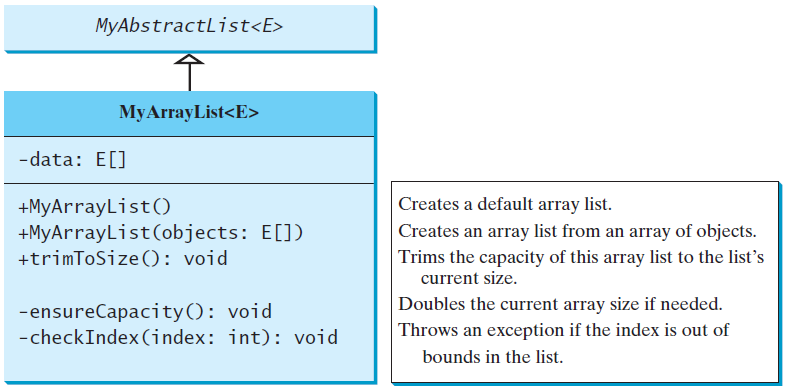 MyAbstractList<E>
MyArrayList<E>
-data: E[]
+MyArrayList()
+MyArrayList(objects: E[])
+trimToSize(): void
-ensureCapacity(): void
-checkIndex(index: int): void
Creates a default array list.
Creates an array list from an array of objects.
Trims the capacity of this array list to the list’s
current size.
Doubles the current array size if needed.
Throws an exception if the index is out of
bounds in the list.